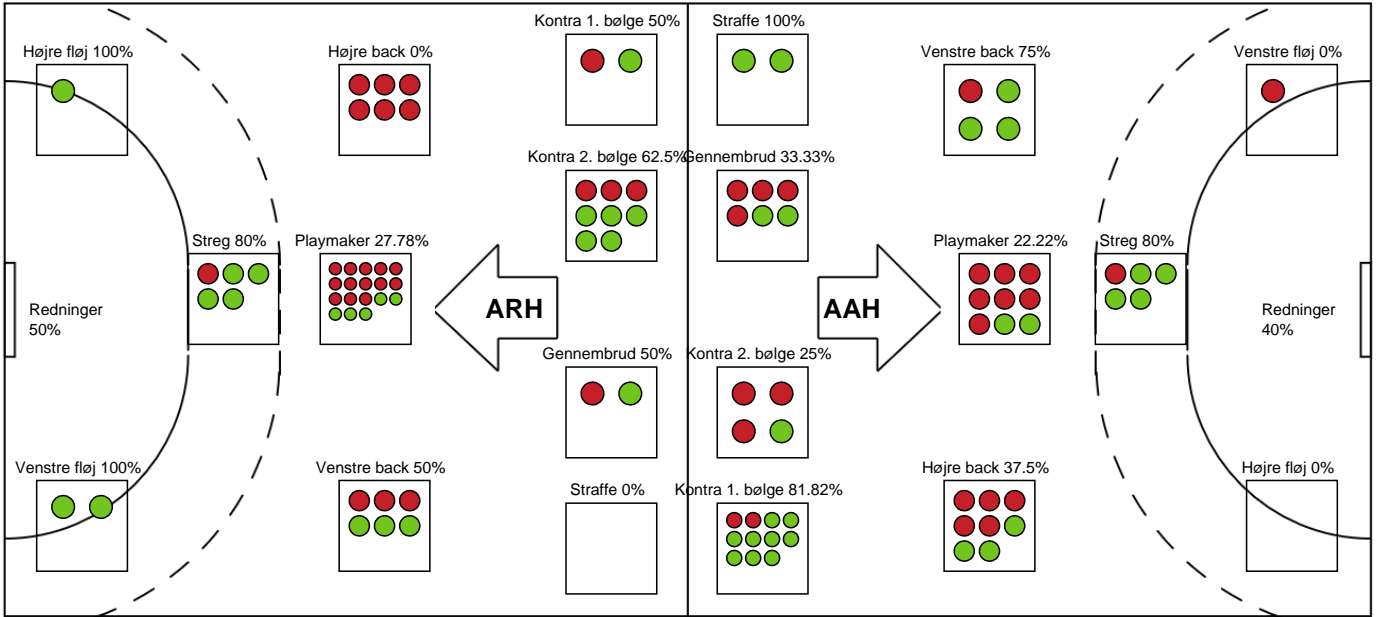 Kontra 1. bølge 50%
Straffe 100%
Højre fløj 100%
Højre back 0%
Venstre back 75%
Venstre fløj 0%
Kontra 2. bølge 62.5%
Gennembrud 33.33%
Streg 80%
Playmaker 27.78%
Playmaker 22.22%
Streg 80%
Redninger
50%
ARH
AAH
Redninger
40%
Gennembrud 50%
Kontra 2. bølge 25%
Venstre fløj 100%
Venstre back 50%
Højre back 37.5%
Højre fløj 0%
Straffe 0%
Kontra 1. bølge 81.82%